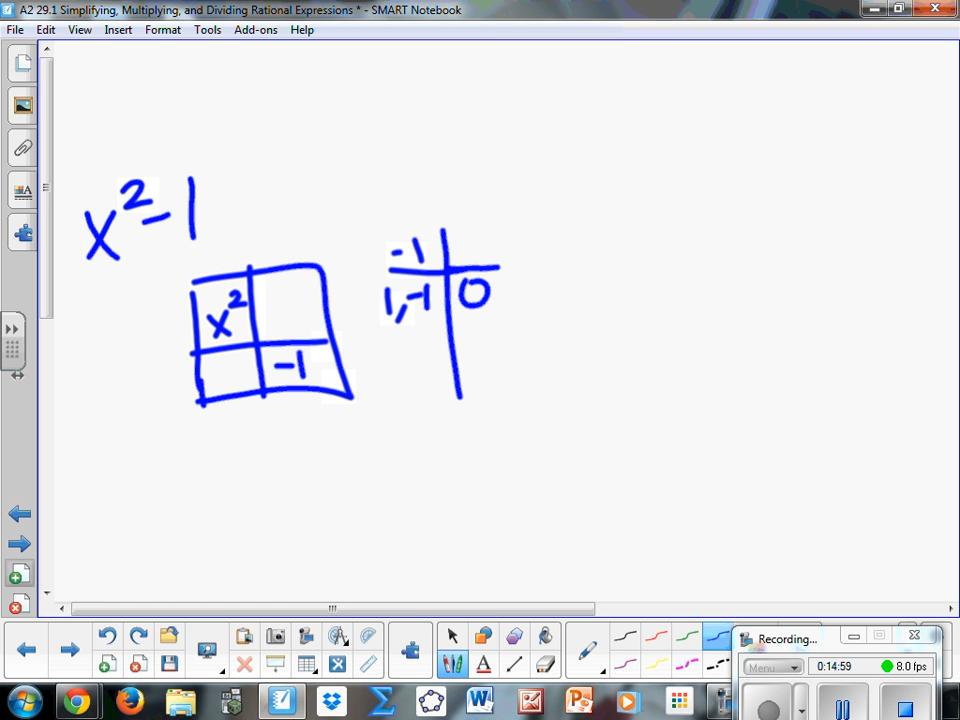 A2 29.1 Simplifying, Multiplying, and Dividing Rational Expressions * - SMART Notebook
File Edit View Insert Format Tools Add-ons Help
x²-1
x²
-1
-1
1,-1 0
Recording...
Menu 0:14:59 8.0 fps